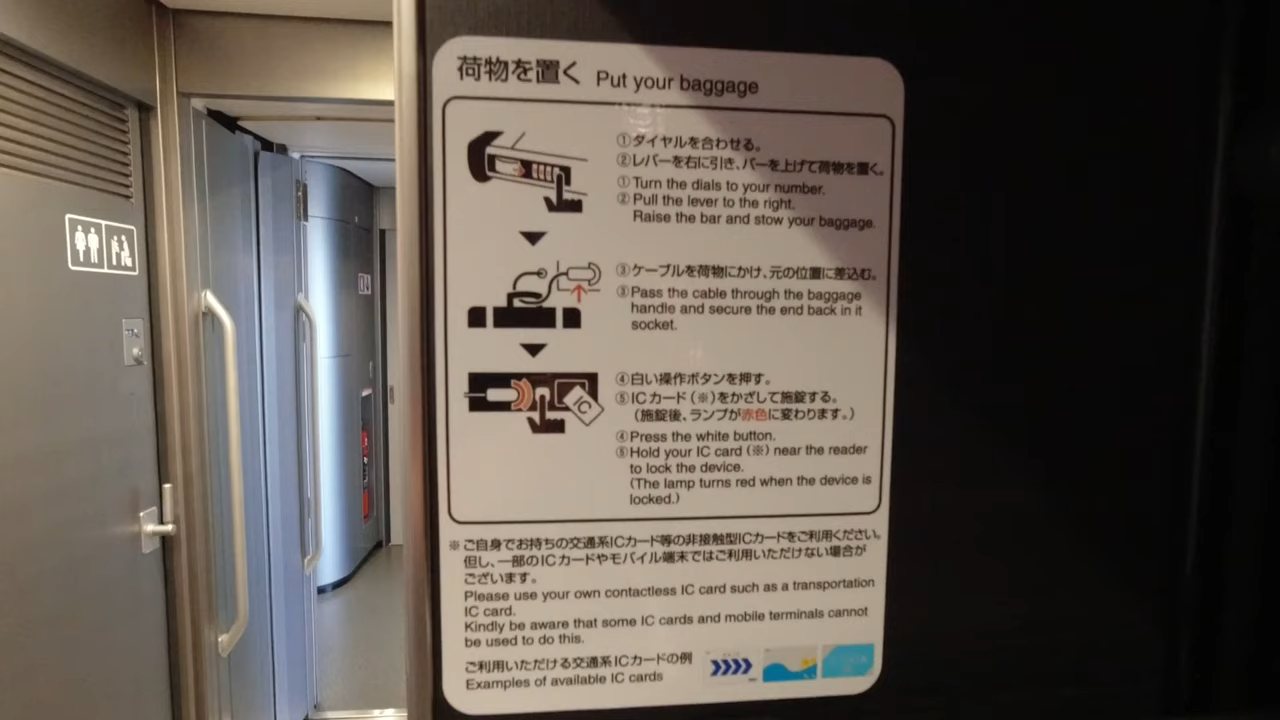 荷物を置く Put your baggage
①ダイヤルを合わせる。
②レバーを右に引き、バーを上げて荷物を置く。
① Turn the dials to your number.
② Pull the lever to the right.
Raise the bar and stow your baggage.
③ケーブルを荷物にかけ、元の位置に差込む。
③Pass the cable through the baggage
handle and secure the end back in it
socket.
④白い操作ボタンを押す。
⑤ICカード（※）をかざして施錠する。
（施錠後、ランプが赤色に変わります。）
④Press the white button.
⑤Hold your IC card (※) near the reader
to lock the device.
(The lamp turns red when the device is
locked.)
IC
※ご自身でお持ちの交通系ICカード等の非接触型ICカードをご利用ください。
但し、一部のICカードやモバイル端末ではご利用いただけない場合が
ございます。
Please use your own contactless IC card such as a transportation
IC card.
Kindly be aware that some IC cards and mobile terminals cannot
be used to do this.
ご利用いただける交通系ICカードの例
Examples of available IC cards